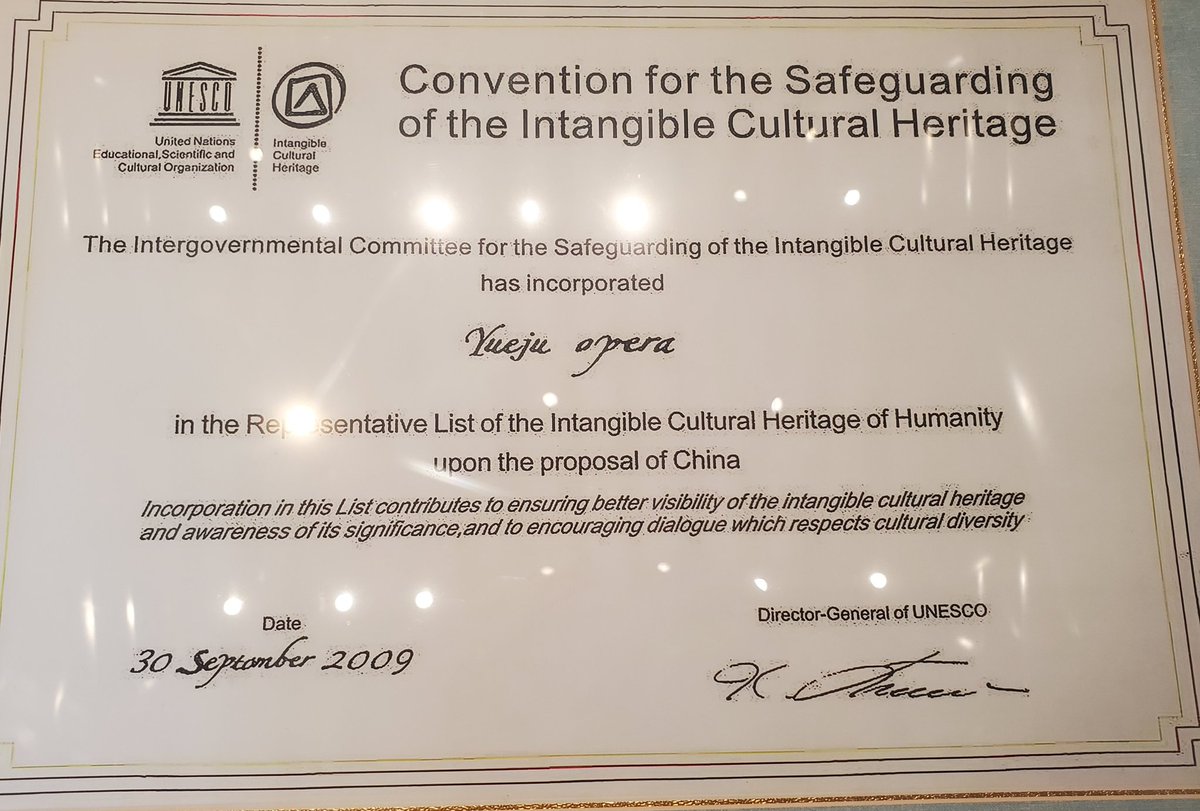 UNESCO
United Nations
Educational,Scientific and
Cultural Organization
Intangible
Cultural
Heritage
Convention for the Safeguarding
of the Intangible Cultural Heritage
The Intergovernmental Committee for the Safeguarding of the Intangible Cultural Heritage
has incorporated
Yueju opera
in the Representative List of the Intangible Cultural Heritage of Humanity
upon the proposal of China
Incorporation in this List contributes to ensuring better visibility of the intangible cultural heritage
and awareness of its significance,and to encouraging dialogue which respects cultural diversity
Date
30 September 2009
Director-General of UNESCO